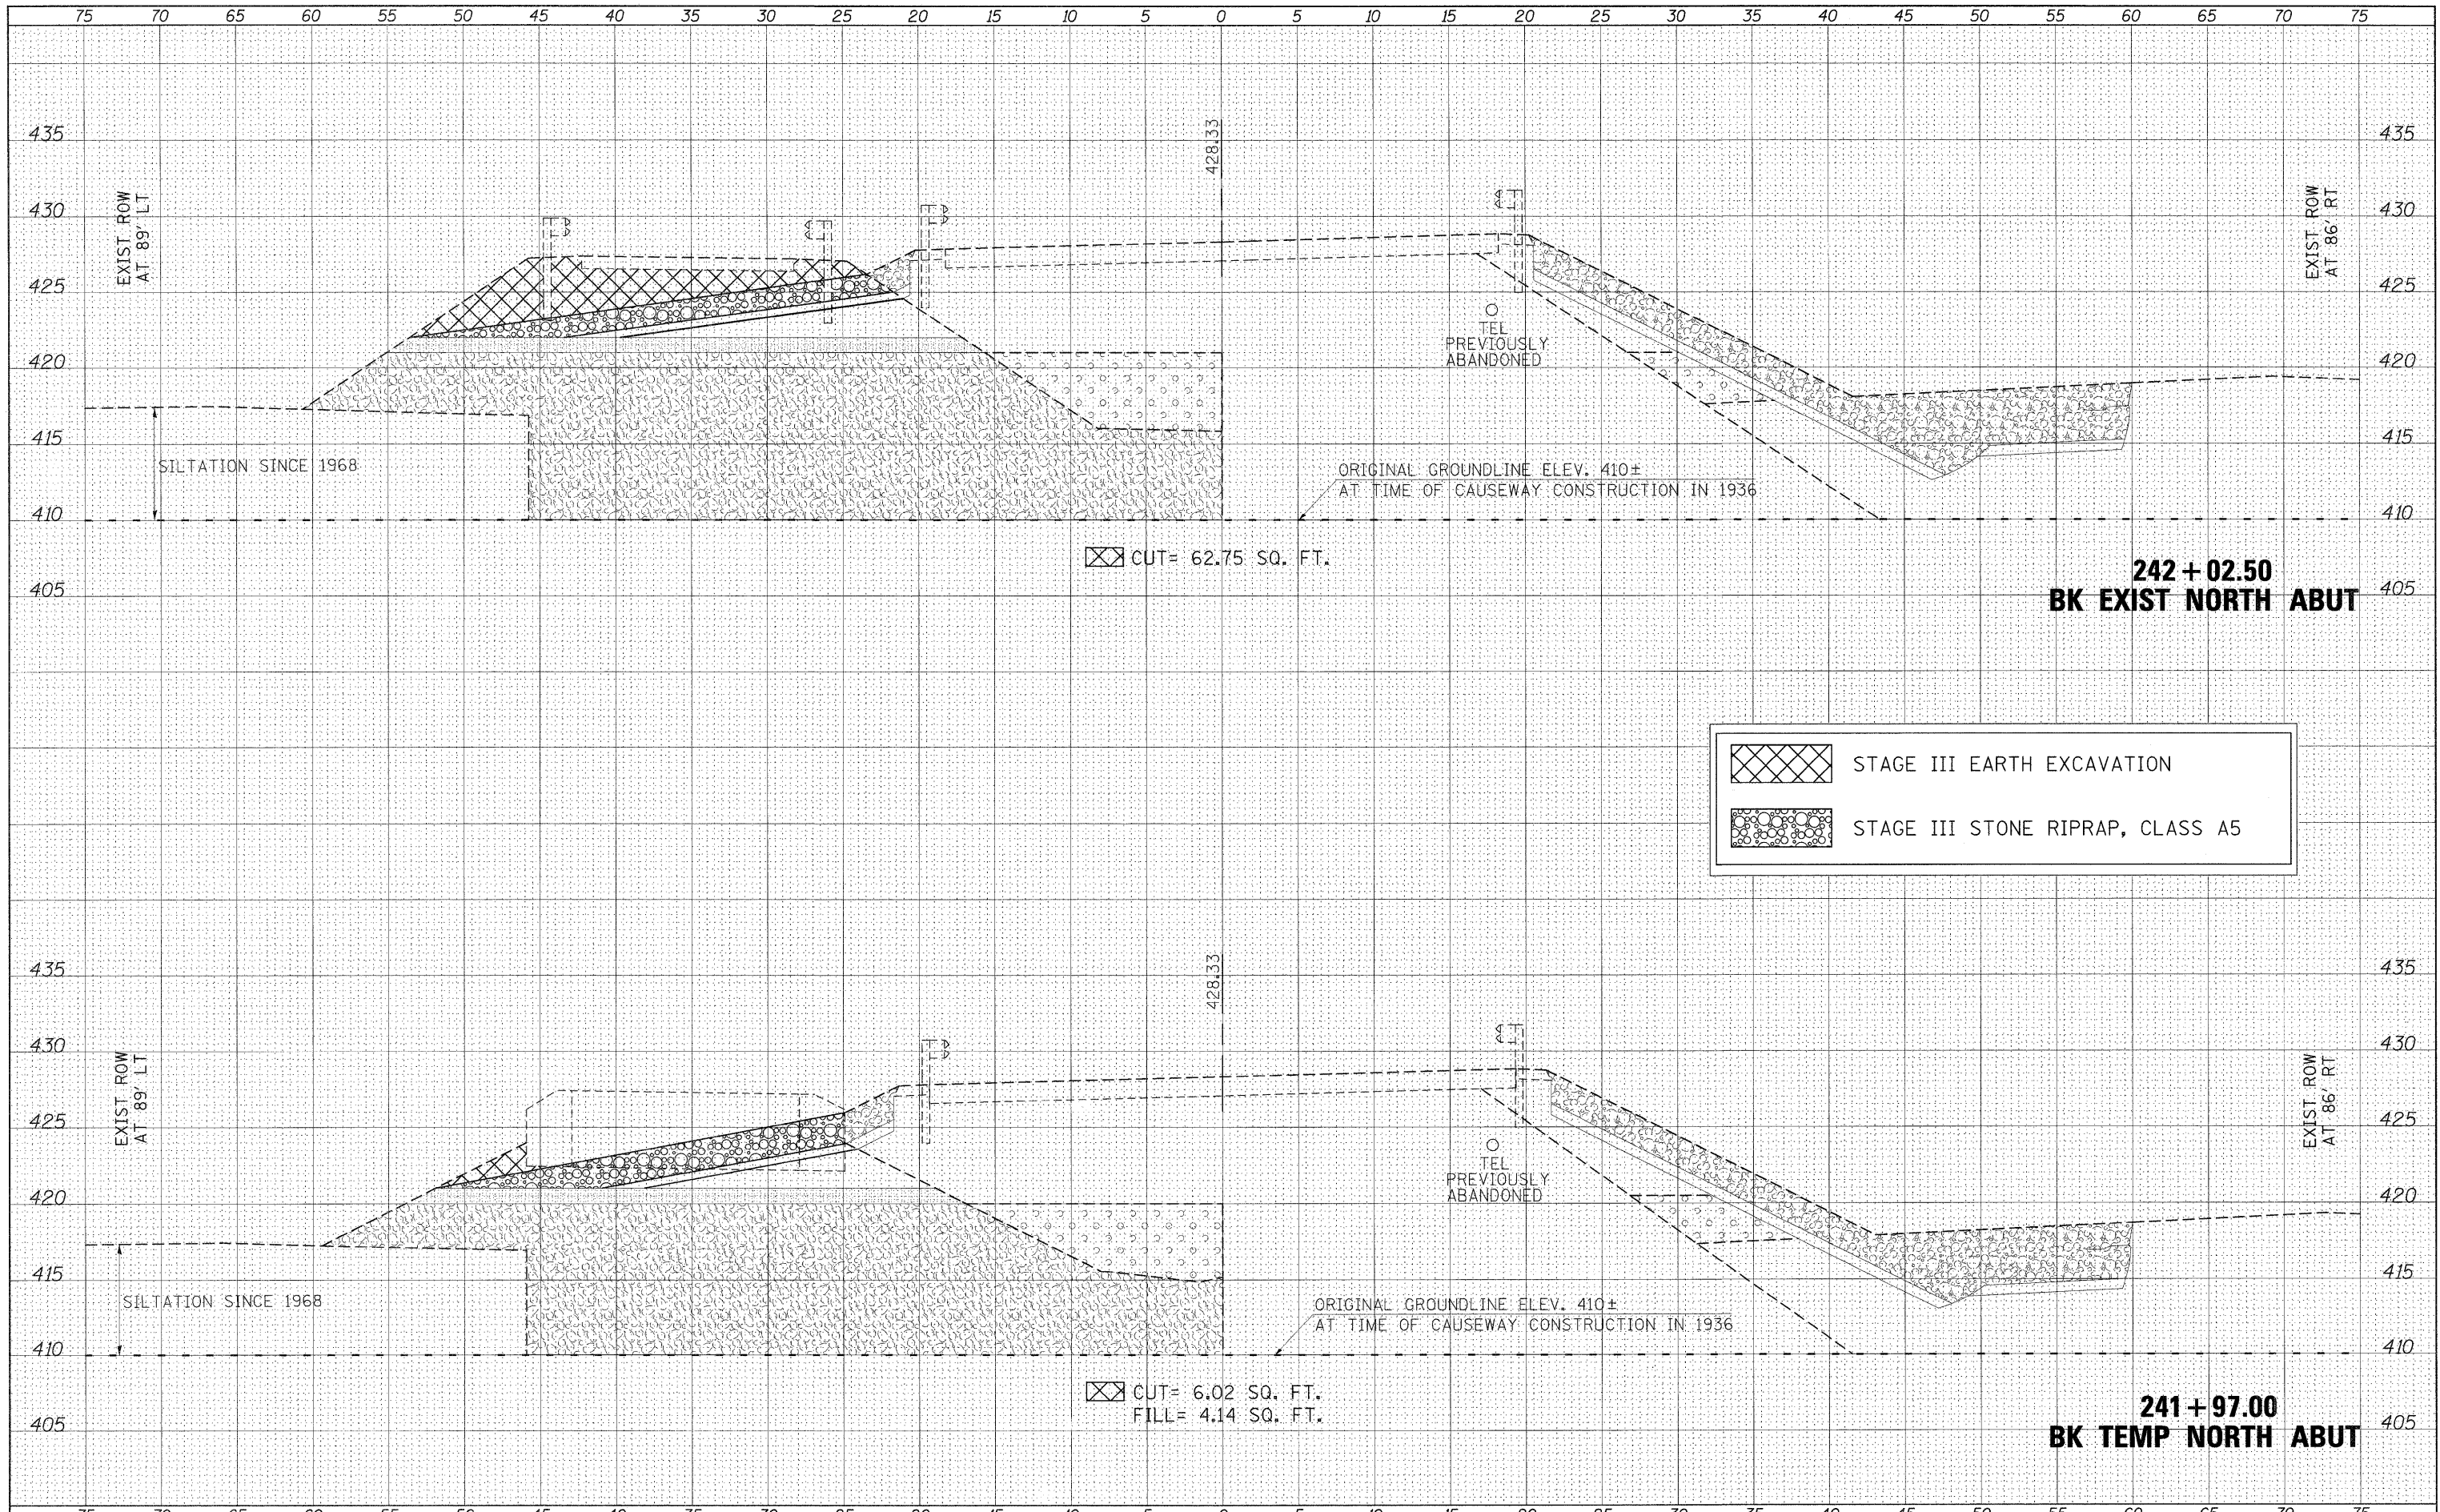 75 70 65 60 55 50 45 40 35 30 25 20 15 10 5 0 5 10 15 20 25 30 35 40 45 50 55 60 65 70 75
435 435
428.33
EXIST ROW
AT 89' LT
EXIST ROW
AT 86' RT
430 430
425 425
TEL
PREVIOUSLY
ABANDONED
420 420
415 415
SILTATION SINCE 1968
ORIGINAL GROUNDLINE ELEV. 410±
AT TIME OF CAUSEWAY CONSTRUCTION IN 1936
410 410
CUT= 62.75 SQ. FT.
242+02.50
BK EXIST NORTH ABUT
405 405
STAGE III EARTH EXCAVATION
STAGE III STONE RIPRAP, CLASS A5
435 435
428.33
430 430
EXIST ROW
AT 89' LT
EXIST ROW
AT 86' RT
425 425
TEL
PREVIOUSLY
ABANDONED
420 420
415 415
SILTATION SINCE 1968
ORIGINAL GROUNDLINE ELEV. 410±
AT TIME OF CAUSEWAY CONSTRUCTION IN 1936
410 410
CUT= 6.02 SQ. FT.
FILL= 4.14 SQ. FT.
241+97.00
BK TEMP NORTH ABUT
405 405